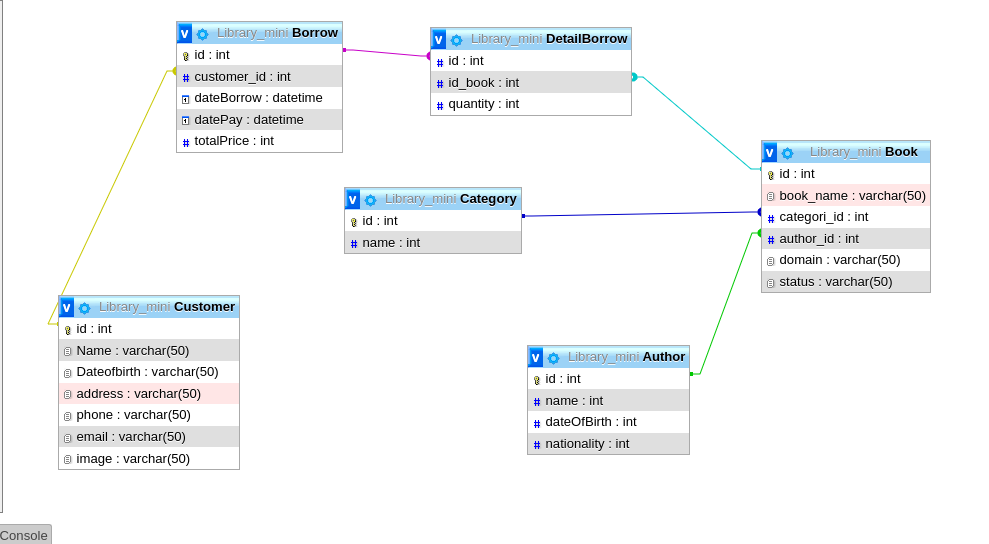 v Library_mini Borrow
id : int
customer_id : int
dateBorrow : datetime
datePay : datetime
totalPrice : int
v Library_mini DetailBorrow
id : int
id_book : int
quantity : int
v Library_mini Book
id : int
book_name : varchar(50)
categori_id : int
author_id : int
domain : varchar(50)
status : varchar(50)
v Library_mini Category
id : int
name : int
v Library_mini Customer
id : int
Name : varchar(50)
Dateofbirth : varchar(50)
address : varchar(50)
phone : varchar(50)
email : varchar(50)
image : varchar(50)
v Library_mini Author
id : int
name : int
dateOfBirth : int
nationality : int
Console